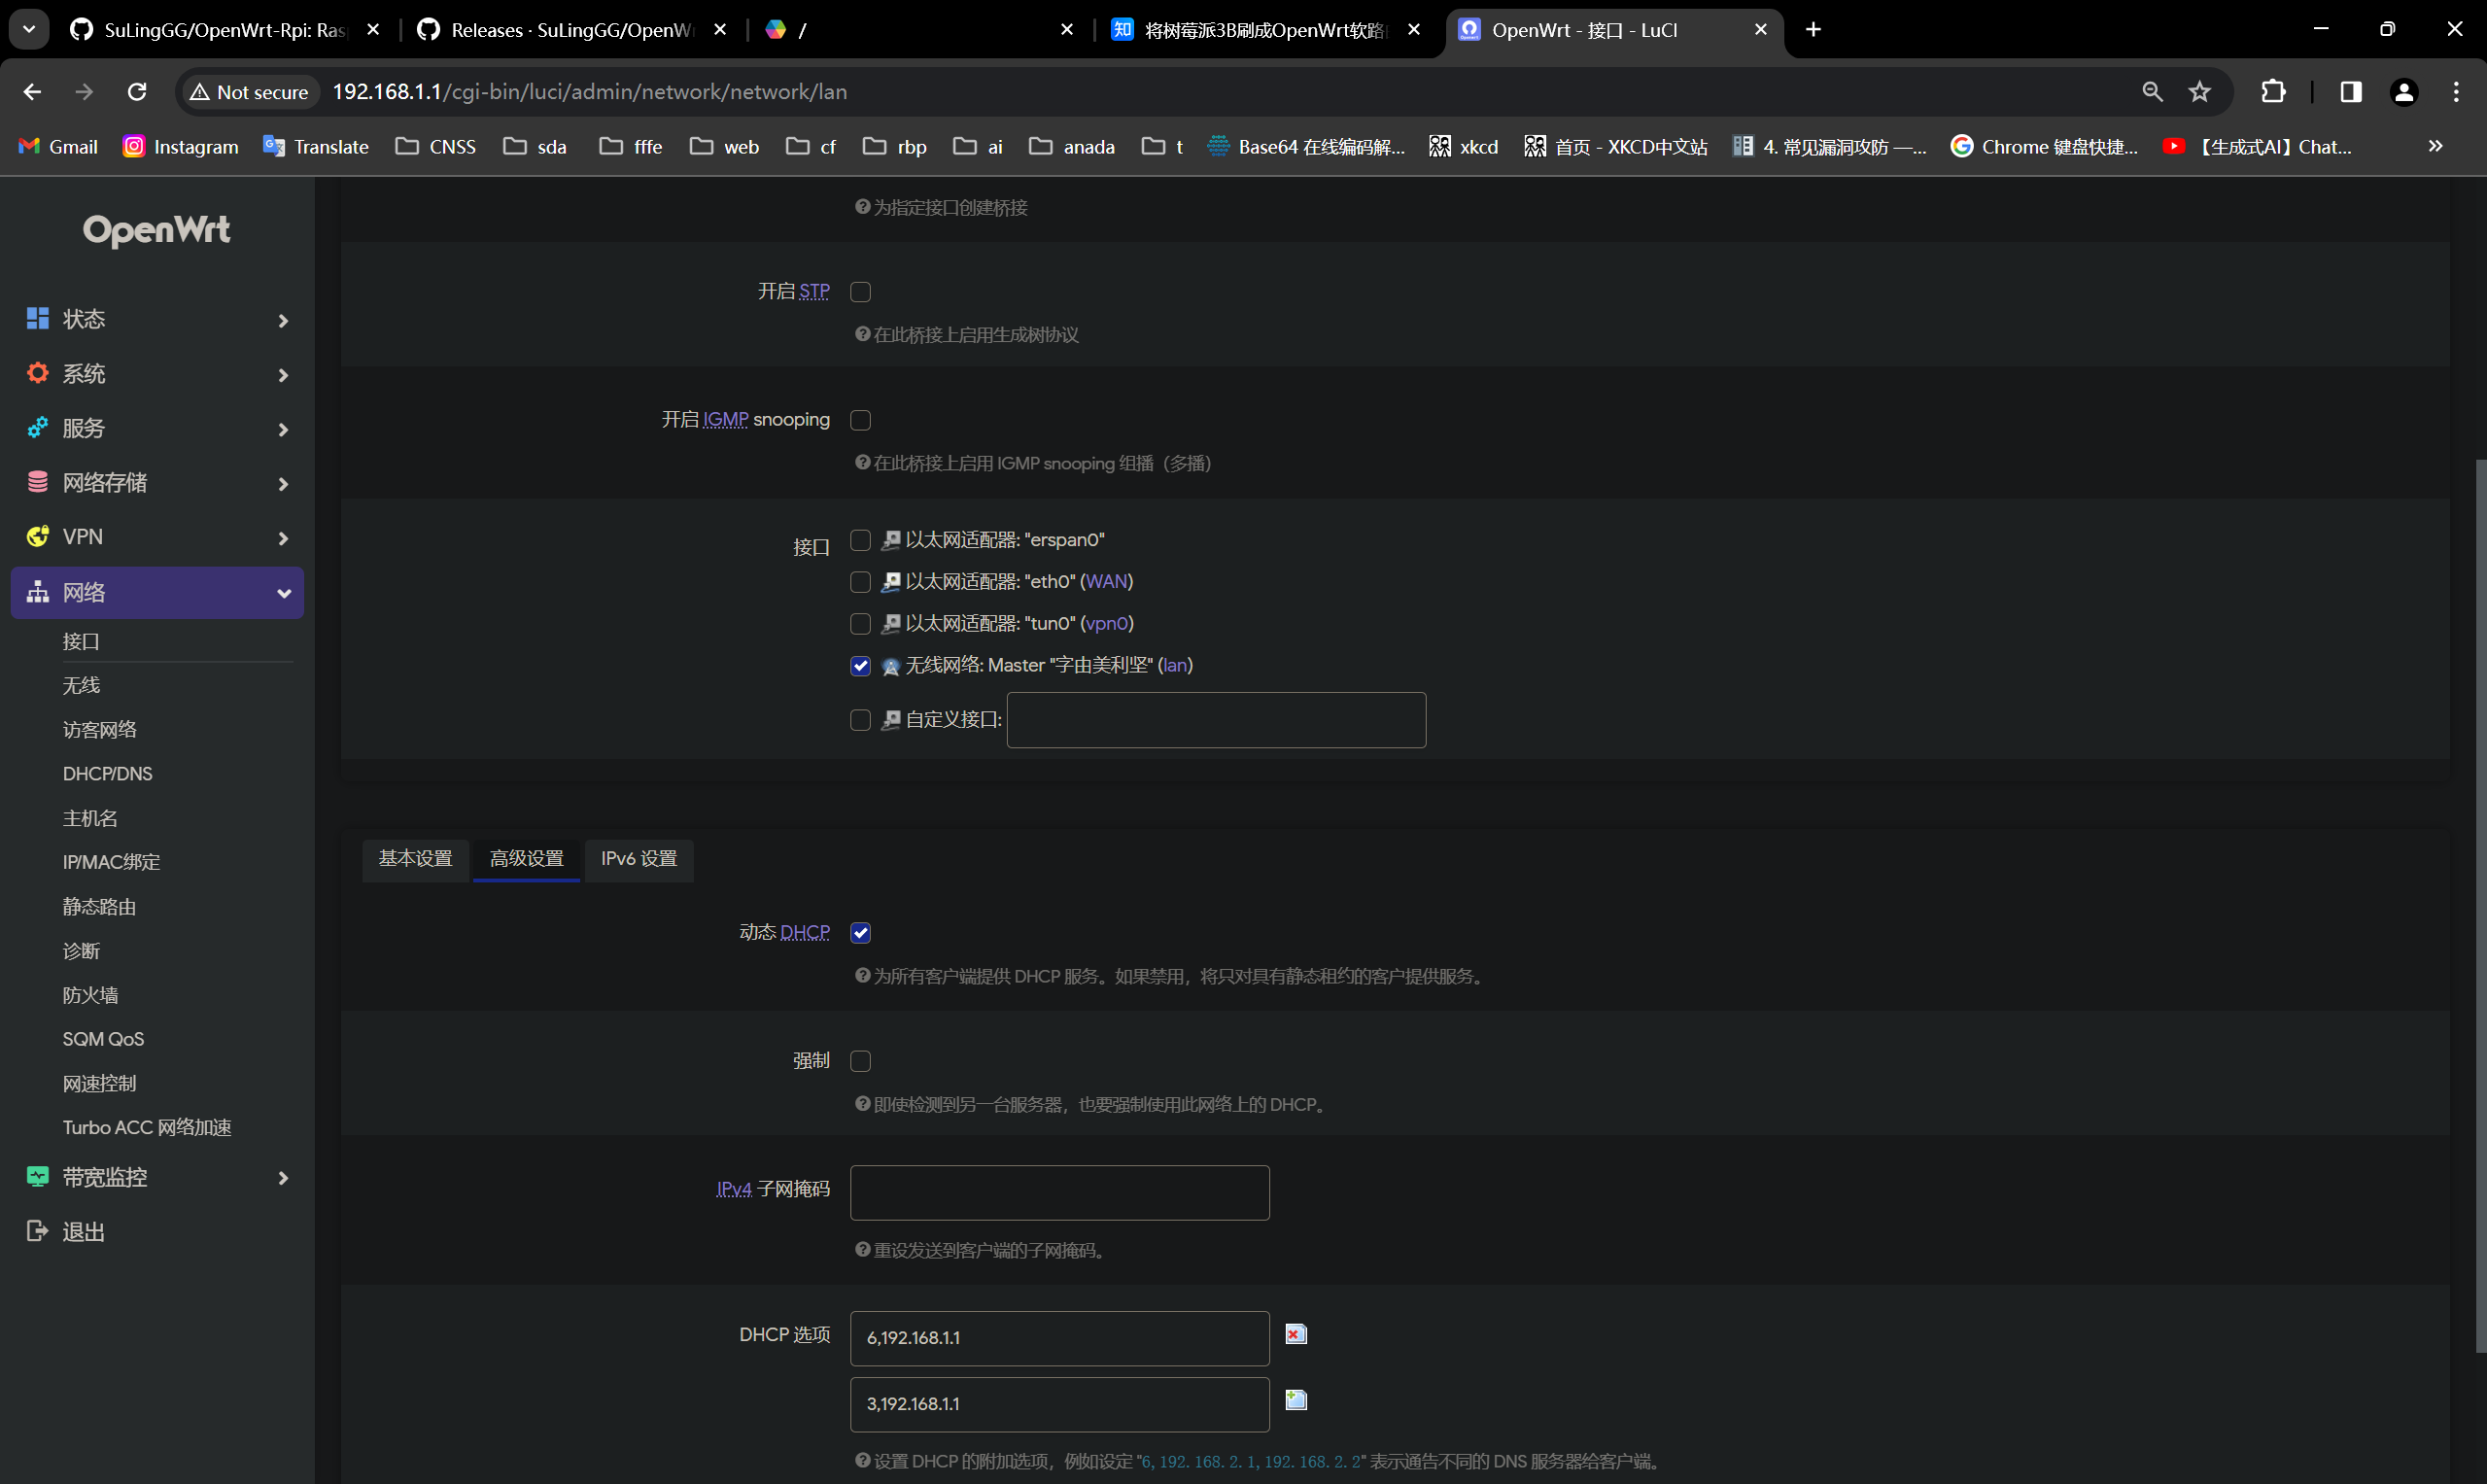 SuLingGG/OpenWrt-Rpi: Ras
Releases · SuLingGG/OpenW
/
将树莓派3B刷成OpenWrt软路
OpenWrt - 接口 - LuCI
Not secure
192.168.1.1/cgi-bin/luci/admin/network/network/lan
Gmail
Instagram
Translate
CNSS
sda
fffe
web
cf
rbp
ai
anada
t
Base64 在线编码解...
xkcd
首页 - XKCD中文站
4. 常见漏洞攻防 —...
Chrome 键盘快捷...
【生成式AI】Chat...
OpenWrt
状态
系统
服务
网络存储
VPN
网络
接口
无线
访客网络
DHCP/DNS
主机名
IP/MAC绑定
静态路由
诊断
防火墙
SQM QoS
网速控制
Turbo ACC 网络加速
带宽监控
退出
为指定接口创建桥接
开启 STP
在此桥接上启用生成树协议
开启 IGMP snooping
在此桥接上启用 IGMP snooping 组播（多播）
接口
以太网适配器: "erspan0"
以太网适配器: "eth0" (WAN)
以太网适配器: "tun0" (vpn0)
无线网络: Master "字由美利坚" (lan)
自定义接口:
基本设置
高级设置
IPv6 设置
动态 DHCP
为所有客户端提供 DHCP 服务。如果禁用，将只对具有静态租约的客户提供服务。
强制
即使检测到另一台服务器，也要强制使用此网络上的 DHCP。
IPv4 子网掩码
重设发送到客户端的子网掩码。
DHCP 选项
6,192.168.1.1
3,192.168.1.1
设置 DHCP 的附加选项，例如设定 "6,192.168.2.1,192.168.2.2" 表示通告不同的 DNS 服务器给客户端。